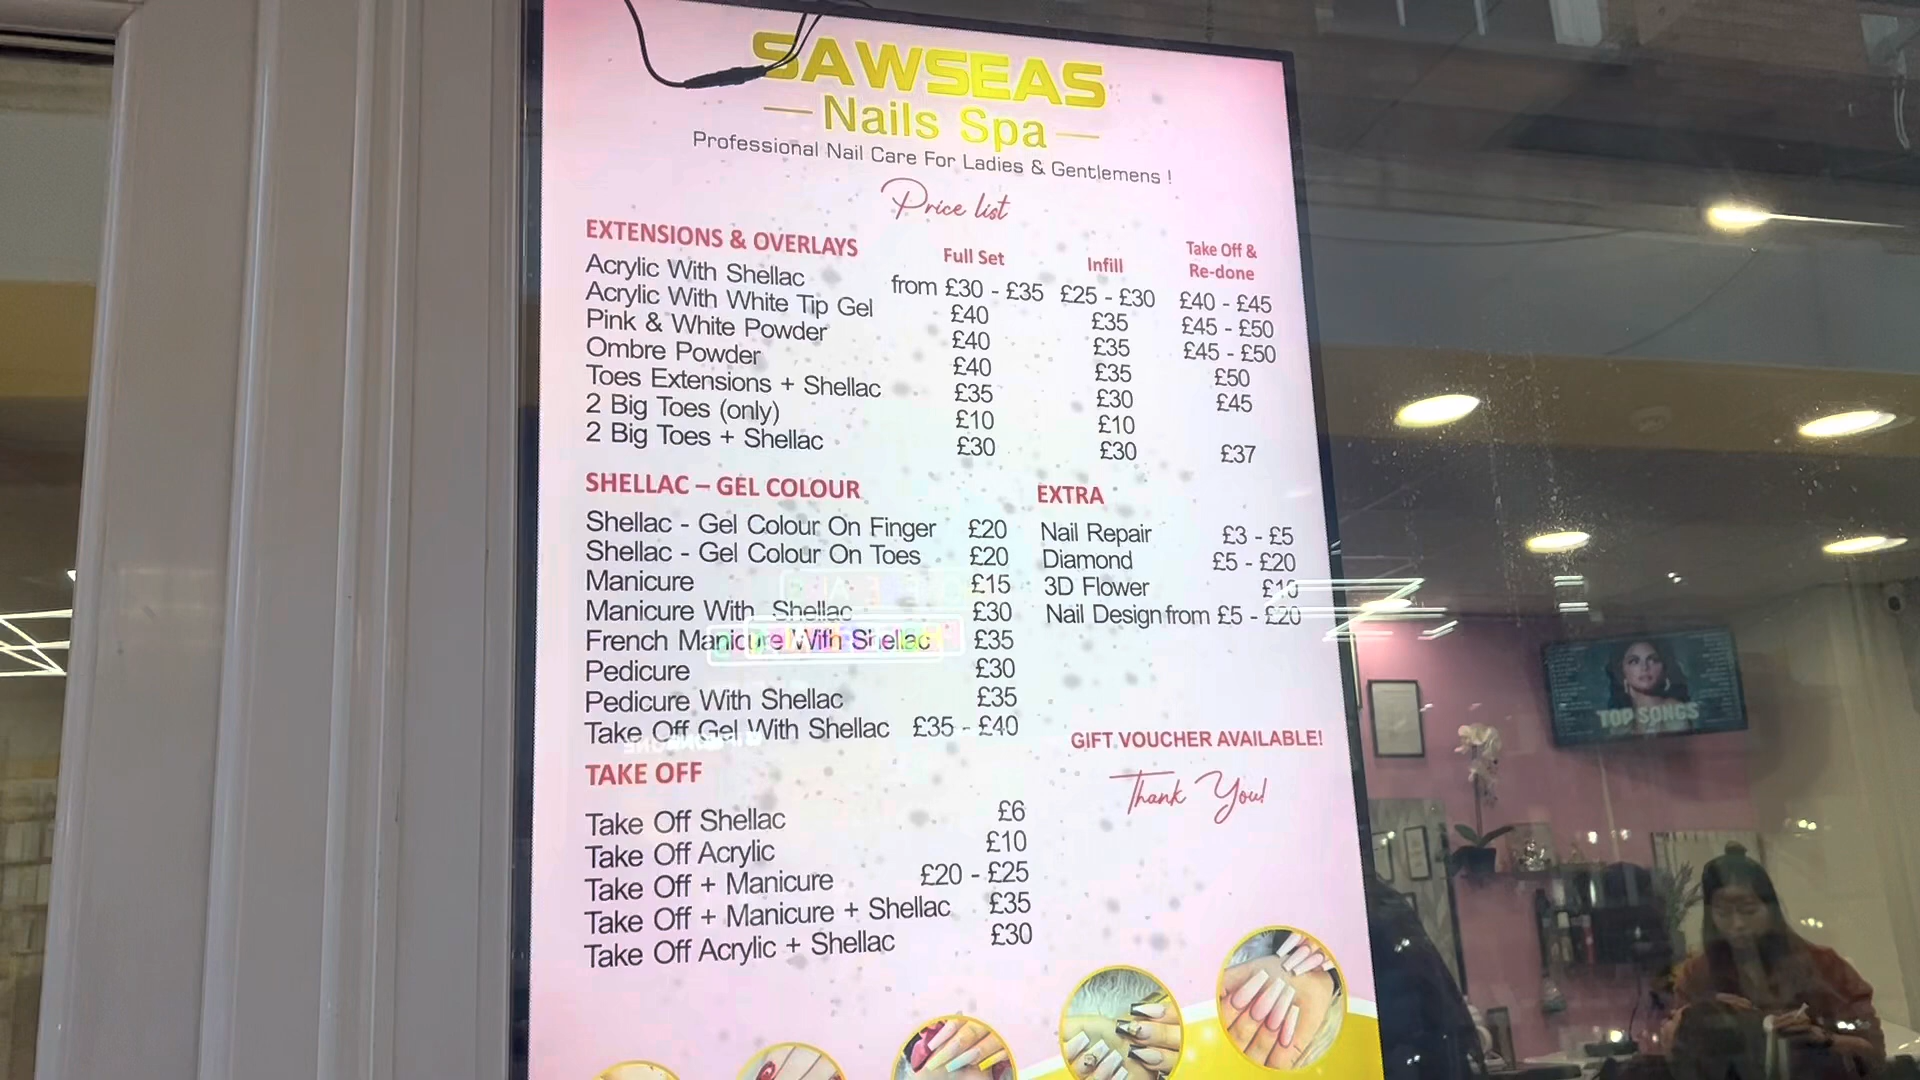 SAWSEAS
Nails Spa
Professional Nail Care For Ladies & Gentlemens !
Price list
EXTENSIONS & OVERLAYS Full Set Infill Take Off & Re-done
Acrylic With Shellac from £30 - £35 £25 - £30 £40 - £45
Acrylic With White Tip Gel £40 £35 £45 - £50
Pink & White Powder £40 £35 £45 - £50
Ombre Powder £40 £35 £50
Toes Extensions + Shellac £35 £30 £45
2 Big Toes (only) £10 £10
2 Big Toes + Shellac £30 £30 £37
SHELLAC – GEL COLOUR
Shellac - Gel Colour On Finger £20
Shellac - Gel Colour On Toes £20
Manicure £15
Manicure With Shellac £30
French Manicure With Shellac £35
Pedicure £30
Pedicure With Shellac £35
Take Off Gel With Shellac £35 - £40
EXTRA
Nail Repair £3 - £5
Diamond £5 - £20
3D Flower £10
Nail Design from £5 - £20
GIFT VOUCHER AVAILABLE!
Thank You!
TAKE OFF
Take Off Shellac £6
Take Off Acrylic £10
Take Off + Manicure £20 - £25
Take Off + Manicure + Shellac £35
Take Off Acrylic + Shellac £30
TOP SONGS